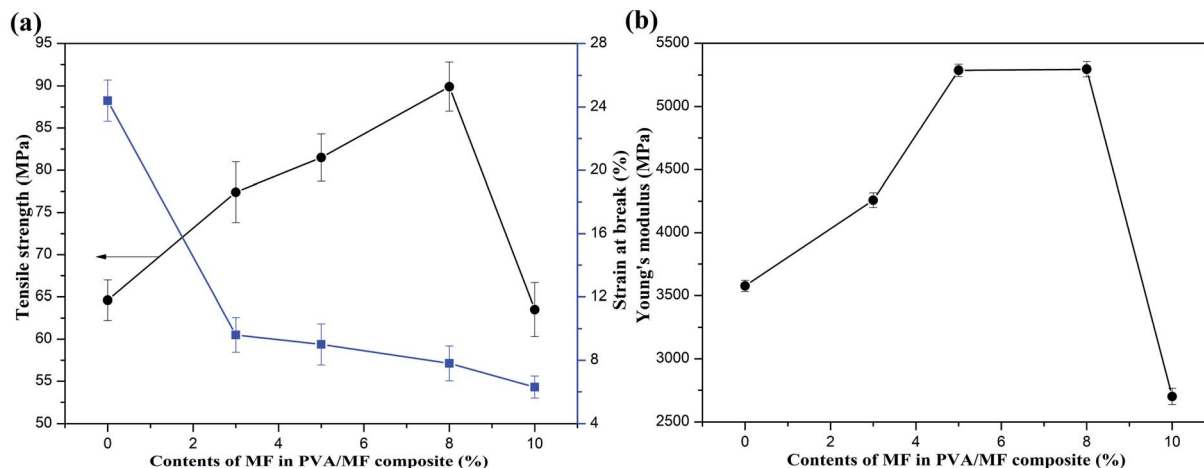 (a)
Tensile strength (MPa)
95
90
85
80
75
70
65
60
55
50
28
24
20
16
12
8
4
Strain at break (%)
0 2 4 6 8 10
Contents of MF in PVA/MF composite (%)
(b)
Young's modulus (MPa)
5500
5000
4500
4000
3500
3000
2500
0 2 4 6 8 10
Contents of MF in PVA/MF composite (%)